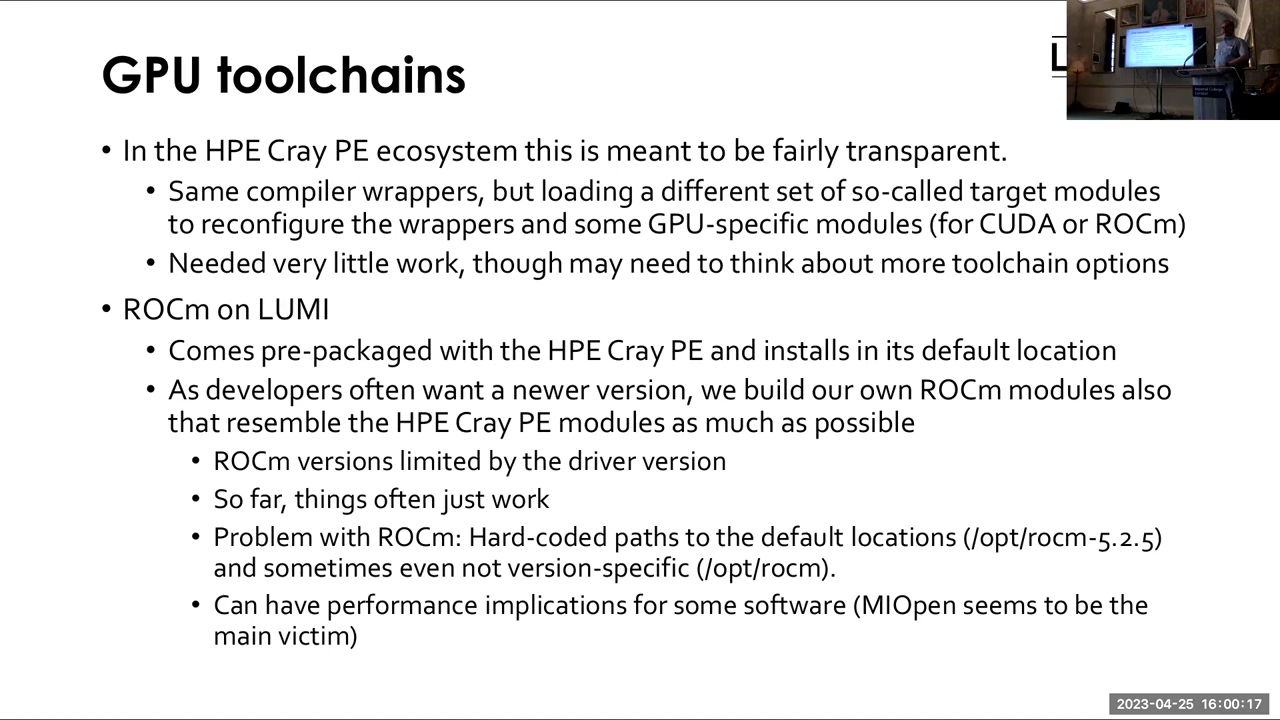 GPU toolchains
L
• In the HPE Cray PE ecosystem this is meant to be fairly transparent.
• Same compiler wrappers, but loading a different set of so-called target modules
to reconfigure the wrappers and some GPU-specific modules (for CUDA or ROCm)
• Needed very little work, though may need to think about more toolchain options
• ROCm on LUMI
• Comes pre-packaged with the HPE Cray PE and installs in its default location
• As developers often want a newer version, we build our own ROCm modules also
that resemble the HPE Cray PE modules as much as possible
• ROCm versions limited by the driver version
• So far, things often just work
• Problem with ROCm: Hard-coded paths to the default locations (/opt/rocm-5.2.5)
and sometimes even not version-specific (/opt/rocm).
• Can have performance implications for some software (MIOpen seems to be the
main victim)
2023-04-25 16:00:17